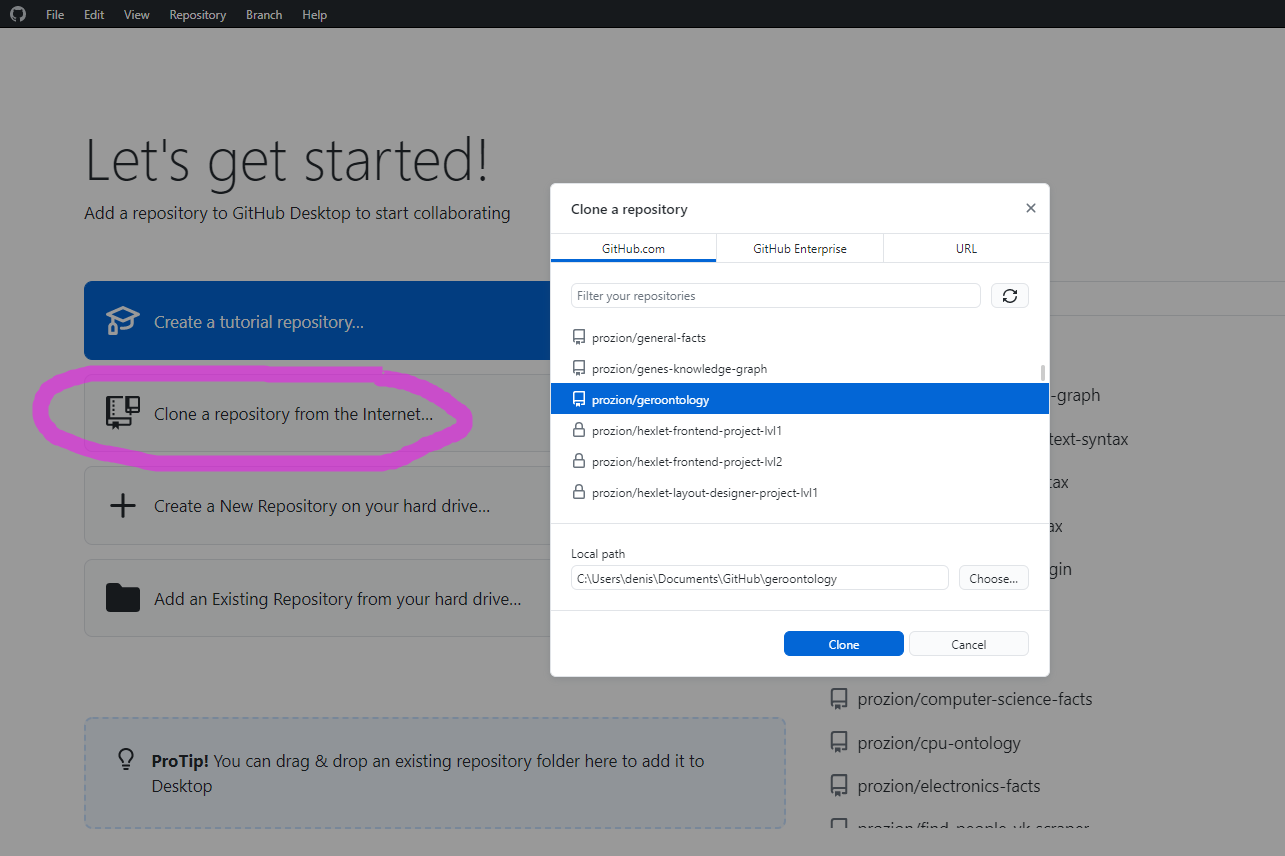 File Edit View Repository Branch Help
Let's get started!
Add a repository to GitHub Desktop to start collaborating
Create a tutorial repository...
Clone a repository from the Internet...
Create a New Repository on your hard drive...
Add an Existing Repository from your hard drive...
ProTip! You can drag & drop an existing repository folder here to add it to
Desktop
Clone a repository
GitHub.com GitHub Enterprise URL
Filter your repositories
prozion/general-facts
prozion/genes-knowledge-graph
prozion/geroontology
prozion/hexlet-frontend-project-lvl1
prozion/hexlet-frontend-project-lvl2
prozion/hexlet-layout-designer-project-lvl1
Local path
C:\Users\denis\Documents\GitHub\geroontology
Choose...
Clone Cancel
-graph
text-syntax
tax
ax
gin
prozion/computer-science-facts
prozion/cpu-ontology
prozion/electronics-facts
prozion/find-people-uk-scraper